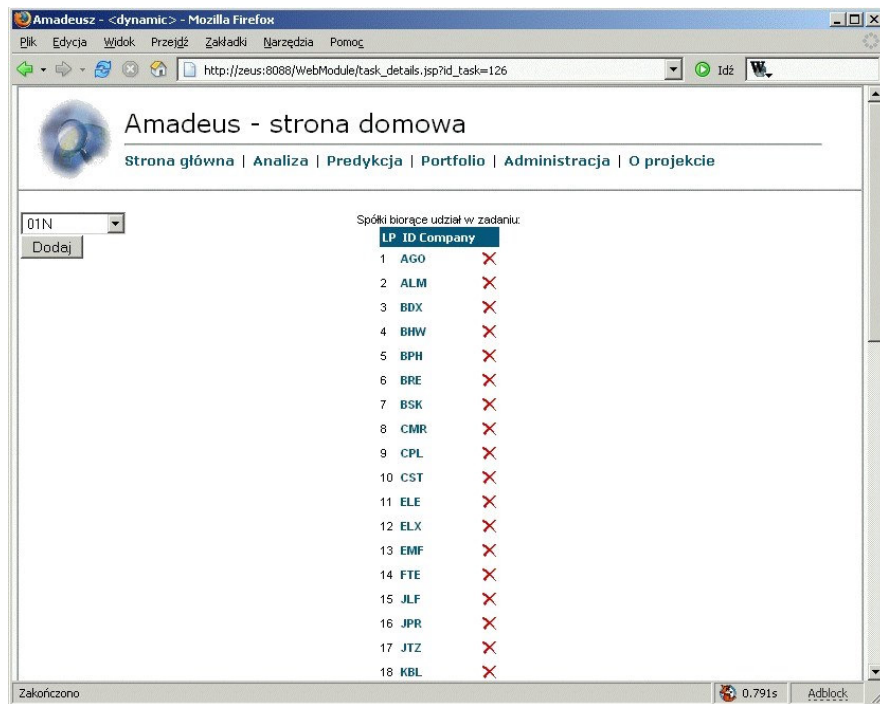 Amadeusz - <dynamic> - Mozilla Firefox
Plik Edycja Widok Przejdź Zakładki Narzędzia Pomoc
http://zeus:8088/WebModule/task_details.jsp?id_task=126 Idź W.
Amadeus - strona domowa
Strona główna | Analiza | Predykcja | Portfolio | Administracja | O projekcie
01N
Dodaj
Spółki biorące udział w zadaniu:
LP ID Company
1 AGO
2 ALM
3 BDX
4 BHW
5 BPH
6 BRE
7 BSK
8 CMR
9 CPL
10 CST
11 ELE
12 ELX
13 EMF
14 FTE
15 JLF
16 JPR
17 JTZ
18 KBL
Zakończono 0.791s Adblock